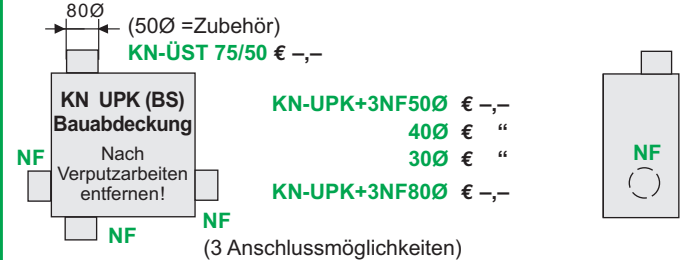 80Ø
(50Ø =Zubehör)
KN-ÜST 75/50 € –,–
KN UPK (BS)
Bauabdeckung
Nach
Verputzarbeiten
entfernen!
NF
NF
NF
KN-UPK+3NF50Ø € –,–
40Ø € “
30Ø € “
KN-UPK+3NF80Ø € –,–
(3 Anschlussmöglichkeiten)
NF